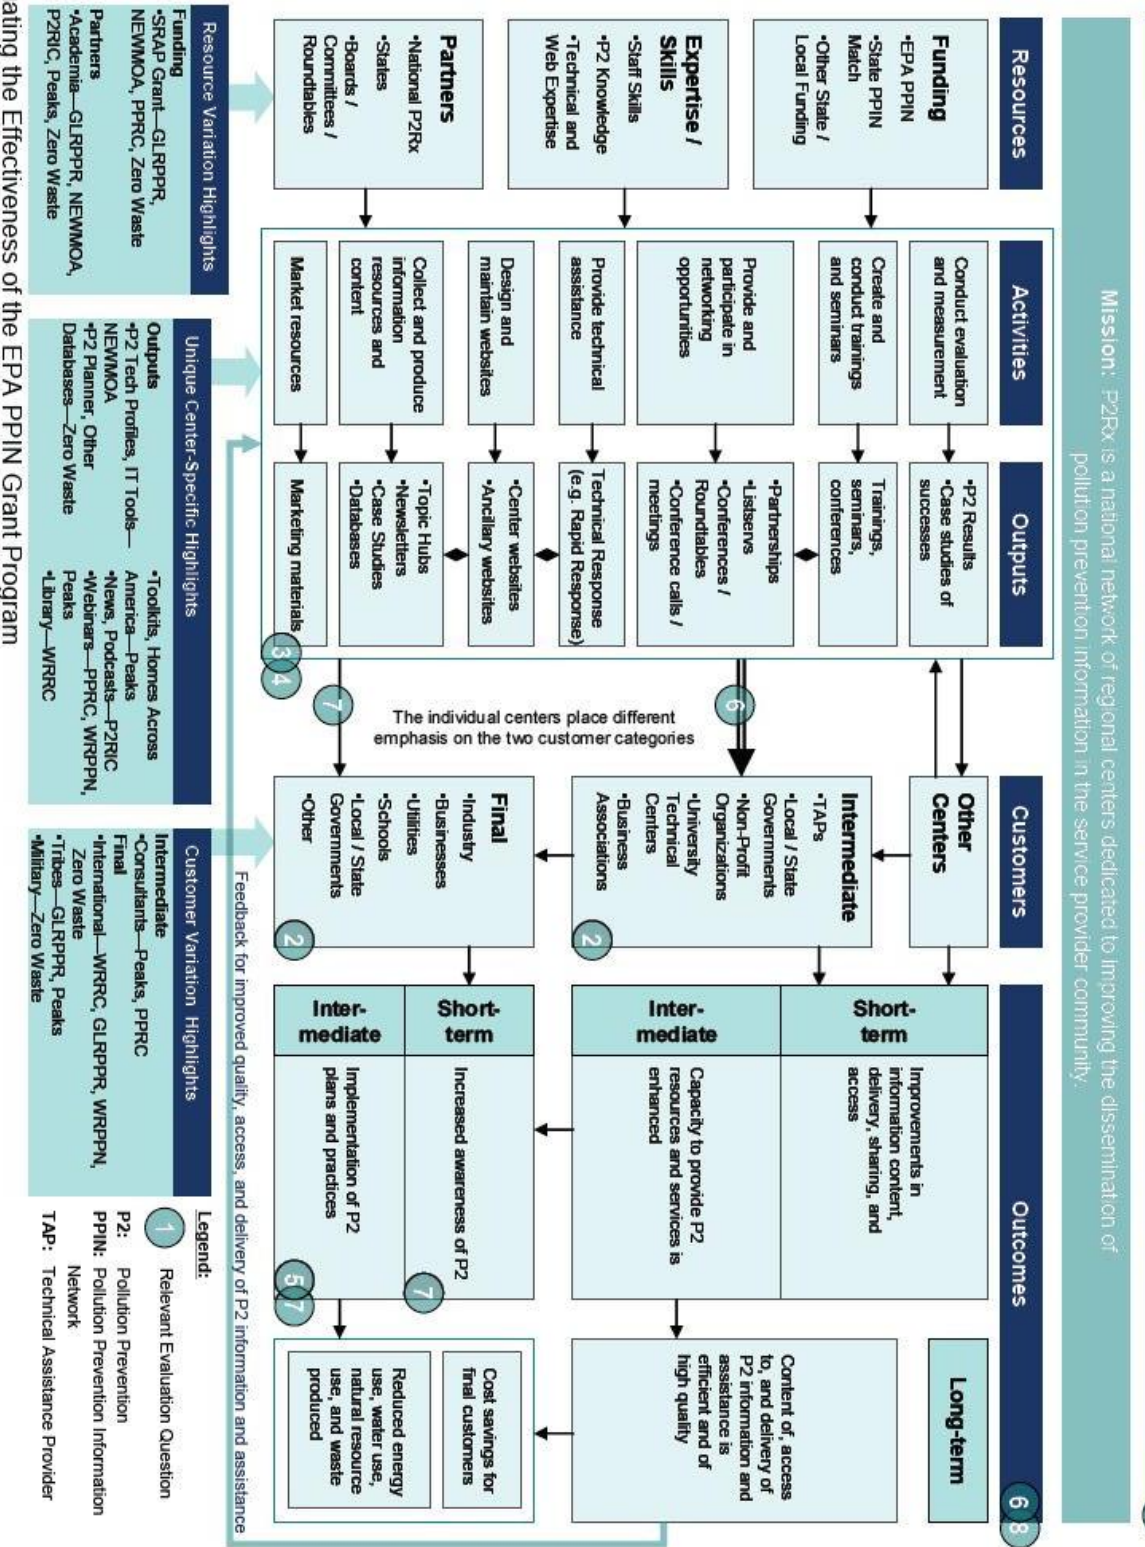 Mission: P2Rx is a national network of regional centers dedicated to improving the dissemination of
pollution prevention information in the service provider community.
Resources
Funding
•EPA PPIN
•State PPIN
Match
•Other State /
Local Funding
Expertise /
Skills
•Staff Skills
•P2 Knowledge
•Technical and
Web Expertise
Partners
•National P2Rx
•States
•Boards /
Committees /
Roundtables
Activities
Conduct evaluation
and measurement
Create and
conduct trainings
and seminars
Provide and
participate in
networking
opportunities
Provide technical
assistance
Design and
maintain websites
Collect and produce
information
resources and
content
Market resources
Outputs
•P2 Results
•Case studies of
successes
Trainings,
seminars,
conferences
•Partnerships
•Listservs
•Conferences /
Roundtables
•Conference calls /
meetings
Technical Response
(e.g. Rapid Response)
•Center websites
•Ancillary websites
•Topic Hubs
•Newsletters
•Case Studies
•Databases
Marketing materials
3
4
6
The individual centers place different
emphasis on the two customer categories
7
Customers
Other
Centers
Intermediate
•TAPs
•Local / State
Governments
•Non-Profit
Organizations
•University
Technical
Centers
•Business
Associations
2
Final
•Industry
•Businesses
•Utilities
•Schools
•Local / State
Governments
•Other
2
Outcomes
6
8
Short-
term
Improvements in
information content,
delivery, sharing, and
access
Inter-
mediate
Capacity to provide P2
resources and services is
enhanced
Short-
term
Increased awareness of P2
7
Inter-
mediate
Implementation of P2
plans and practices
5
7
Long-term
Content of, access
to, and delivery of
P2 information and
assistance is
efficient and of
high quality
Cost savings for
final customers
Reduced energy
use, water use,
natural resource
use, and waste
produced
Feedback for improved quality, access, and delivery of P2 information and assistance
Resource Variation Highlights
Funding
•SRAP Grant—GLRPPR,
NEWMOA, PPRC, Zero Waste
Partners
•Academia—GLRPPR, NEWMOA,
P2RIC, Peaks, Zero Waste
Unique Center-Specific Highlights
Outputs
•P2 Tech Profiles, IT Tools—
NEWMOA
•P2 Planner, Other
Databases—Zero Waste
•Toolkits, Homes Across
America—Peaks
•News, Podcasts—P2RIC
•Webinars—PPRC, WRPPN,
Peaks
•Library—WRRC
Customer Variation Highlights
Intermediate
•Consultants—Peaks, PPRC
Final
•International—WRRC, GLRPPR, WRPPN,
Zero Waste
•Tribes—GLRPPR, Peaks
•Military—Zero Waste
Legend:
1 Relevant Evaluation Question
P2: Pollution Prevention
PPIN: Pollution Prevention Information
Network
TAP: Technical Assistance Provider
ating the Effectiveness of the EPA PPIN Grant Program